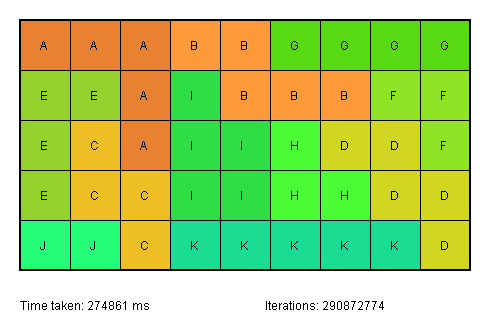 A A A B B G G G G
E E A I B B B F F
E C A I I H D D F
E C C I I H H D D
J J C K K K K K D
Time taken: 274861 ms Iterations: 290872774